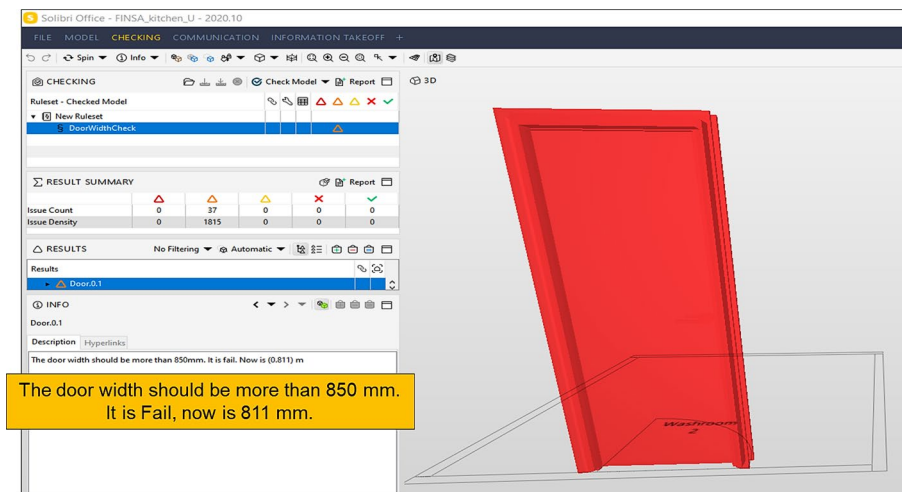 Solibri Office - FINSA_kitchen_U - 2020.10
FILE MODEL CHECKING COMMUNICATION INFORMATION TAKEOFF +
Spin Info
CHECKING Check Model Report 3D
Ruleset - Checked Model
New Ruleset
§ DoorWidthCheck
∑ RESULT SUMMARY Report
Issue Count 0 37 0 0 0
Issue Density 0 1815 0 0 0
RESULTS No Filtering Automatic
Results
Door.0.1
INFO
Door.0.1
Description Hyperlinks
The door width should be more than 850mm. It is fail. Now is (0.811) m
The door width should be more than 850 mm.
It is Fail, now is 811 mm.
Washroom
2